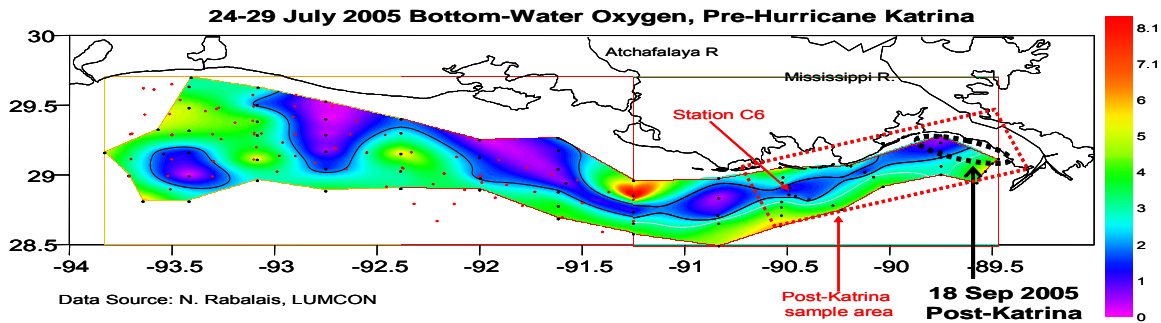 24-29 July 2005 Bottom-Water Oxygen, Pre-Hurricane Katrina
30
29.5
29
28.5
Atchafalaya R
Mississippi R
Station C6
8.1
7.1
6
5
4
3
2
1
0
-94
-93.5
-93
-92.5
-92
-91.5
-91
-90.5
-90
-89.5
Data Source: N. Rabalais, LUMCON
Post-Katrina
sample area
18 Sep 2005
Post-Katrina